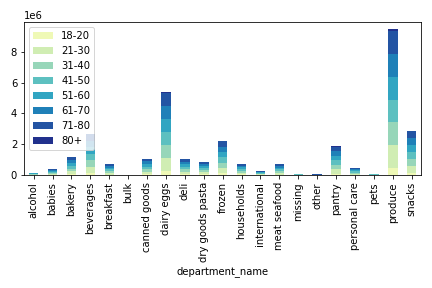 1e6
18-20
21-30
31-40
41-50
51-60
61-70
71-80
80+
8
6
4
2
0
alcohol
babies
bakery
beverages
breakfast
bulk
canned goods
dairy eggs
deli
dry goods pasta
frozen
households
international
meat seafood
missing
other
pantry
personal care
pets
produce
snacks
department_name